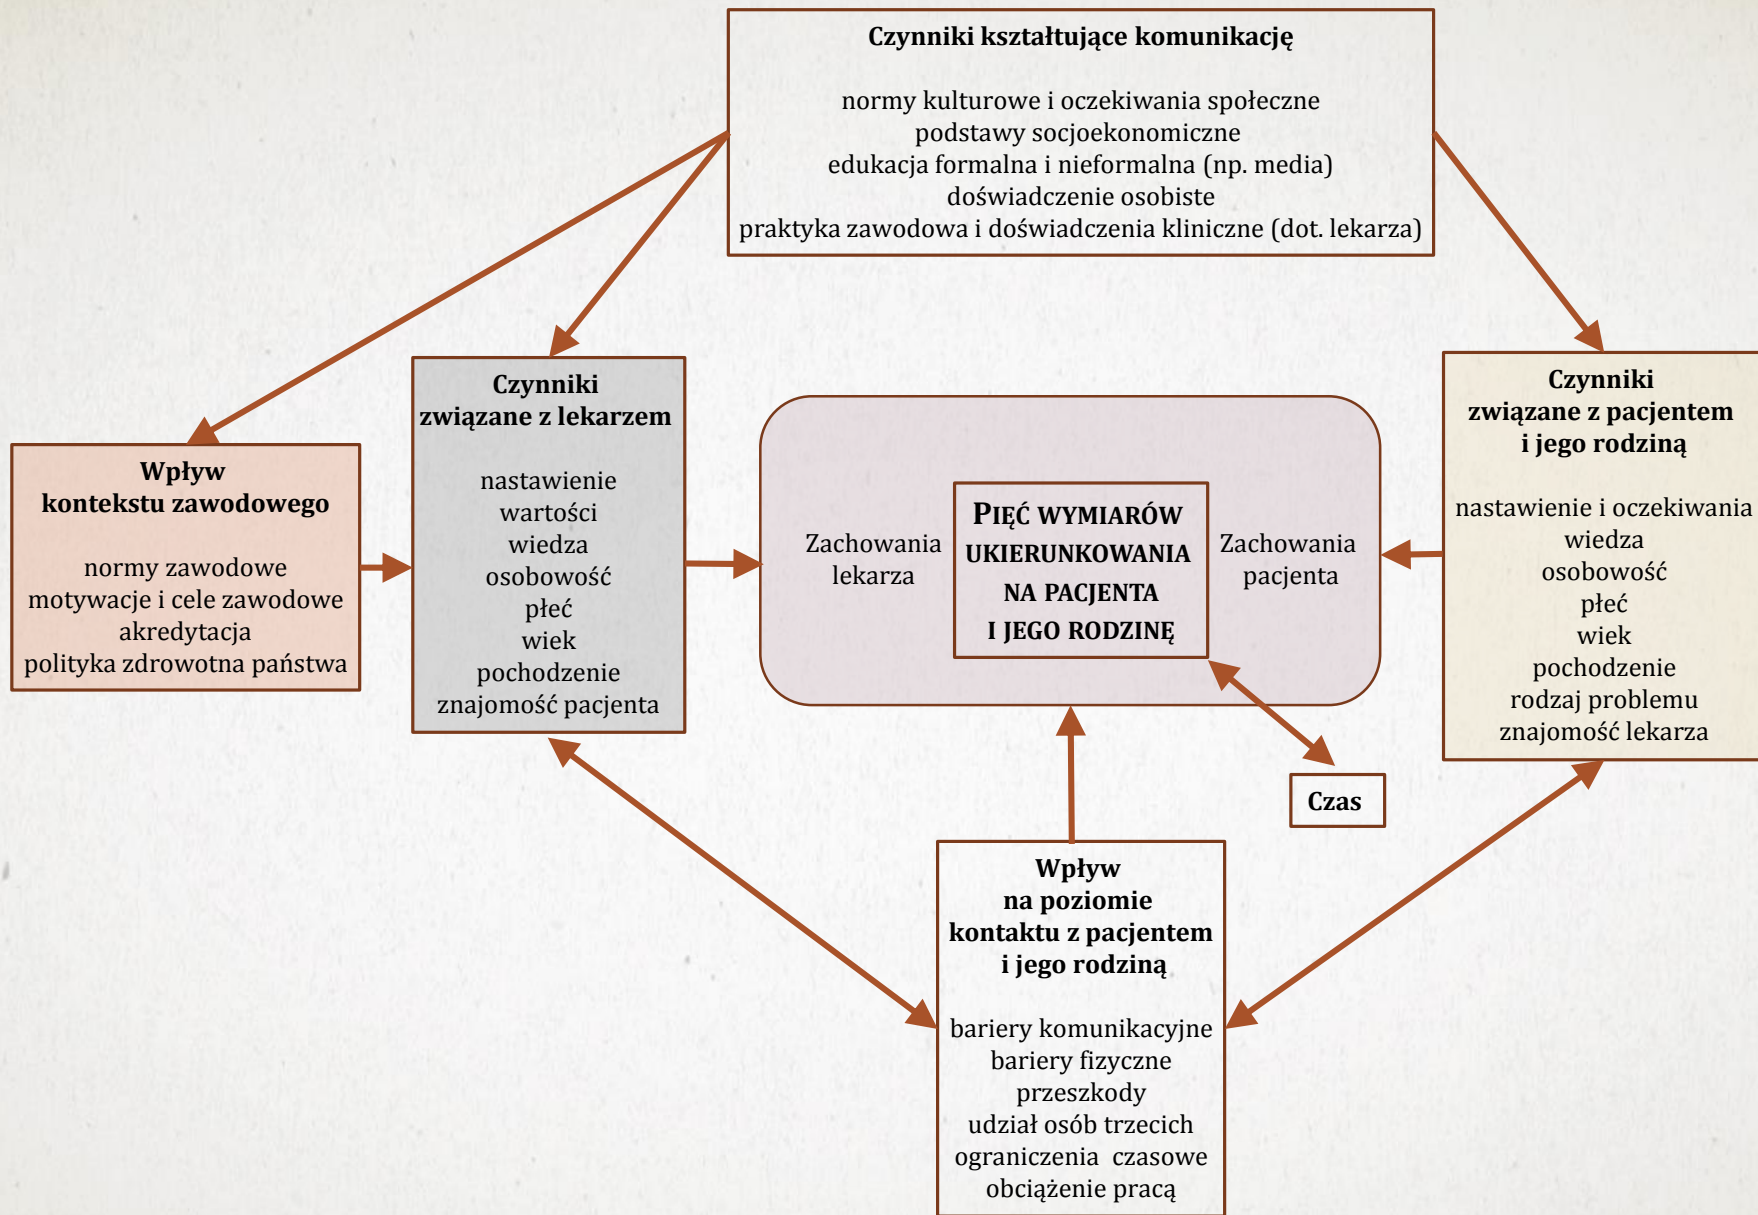 Czynniki kształtujące komunikację
normy kulturowe i oczekiwania społeczne
podstawy socjoekonomiczne
edukacja formalna i nieformalna (np. media)
doświadczenie osobiste
praktyka zawodowa i doświadczenia kliniczne (dot. lekarza)
Wpływ
kontekstu zawodowego
normy zawodowe
motywacje i cele zawodowe
akredytacja
polityka zdrowotna państwa
Czynniki
związane z lekarzem
nastawienie
wartości
wiedza
osobowość
płeć
wiek
pochodzenie
znajomość pacjenta
Zachowania
lekarza
PIĘĆ WYMIARÓW
UKIERUNKOWANIA
NA PACJENTA
I JEGO RODZINĘ
Zachowania
pacjenta
Czynniki
związane z pacjentem
i jego rodziną
nastawienie i oczekiwania
wiedza
osobowość
płeć
wiek
pochodzenie
rodzaj problemu
znajomość lekarza
Czas
Wpływ
na poziomie
kontaktu z pacjentem
i jego rodziną
bariery komunikacyjne
bariery fizyczne
przeszkody
udział osób trzecich
ograniczenia czasowe
obciążenie pracą